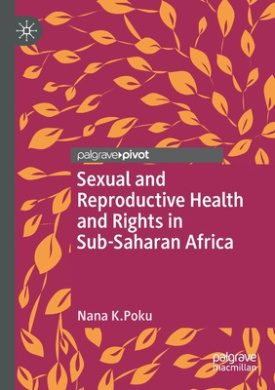 palgrave►pivot
Sexual and
Reproductive Health
and Rights in
Sub-Saharan Africa
Nana K.Poku
palgrave
macmillan